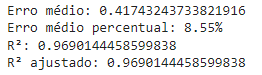 Erro médio: 0.41743243733821916
Erro médio percentual: 8.55%
R²: 0.9690144458599838
R² ajustado: 0.9690144458599838